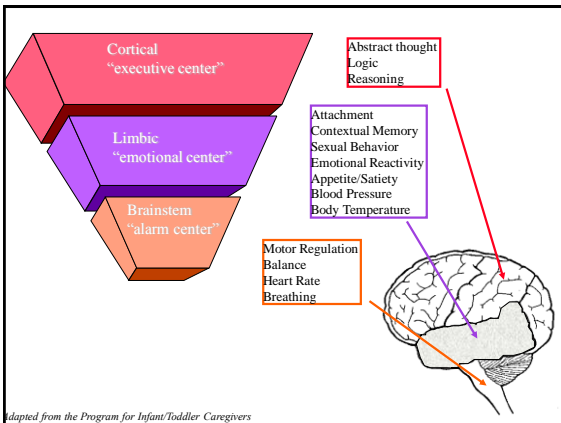 Cortical
“executive center”
Limbic
“emotional center”
Brainstem
“alarm center”
Abstract thought
Logic
Reasoning
Attachment
Contextual Memory
Sexual Behavior
Emotional Reactivity
Appetite/Satiety
Blood Pressure
Body Temperature
Motor Regulation
Balance
Heart Rate
Breathing
Adapted from the Program for Infant/Toddler Caregivers